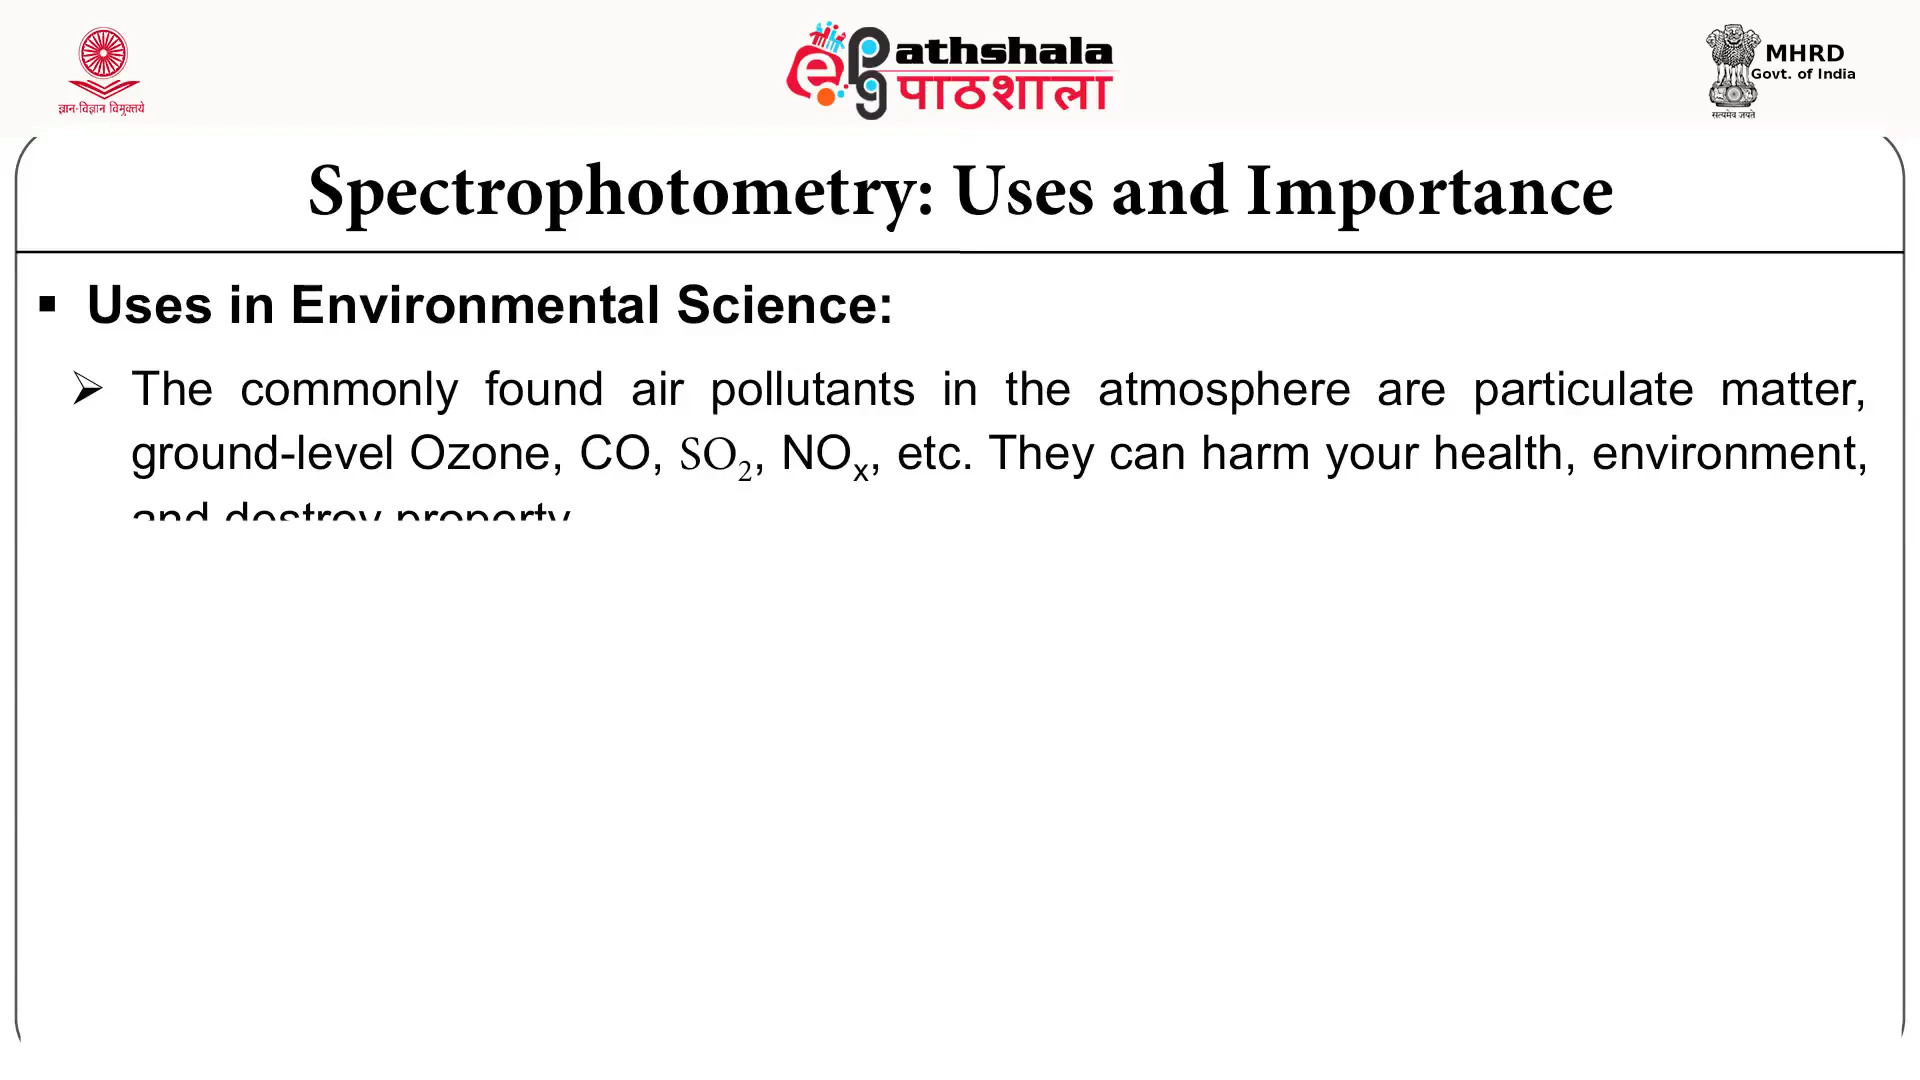 ज्ञान-विज्ञान विमुक्तये
ePathshala
पाठशाला
MHRD
Govt. of India
सत्यमेव जयते
Spectrophotometry: Uses and Importance
▪ Uses in Environmental Science:
➢ The commonly found air pollutants in the atmosphere are particulate matter,
ground-level Ozone, CO, SO₂, NOₓ, etc. They can harm your health, environment,
and destroy property